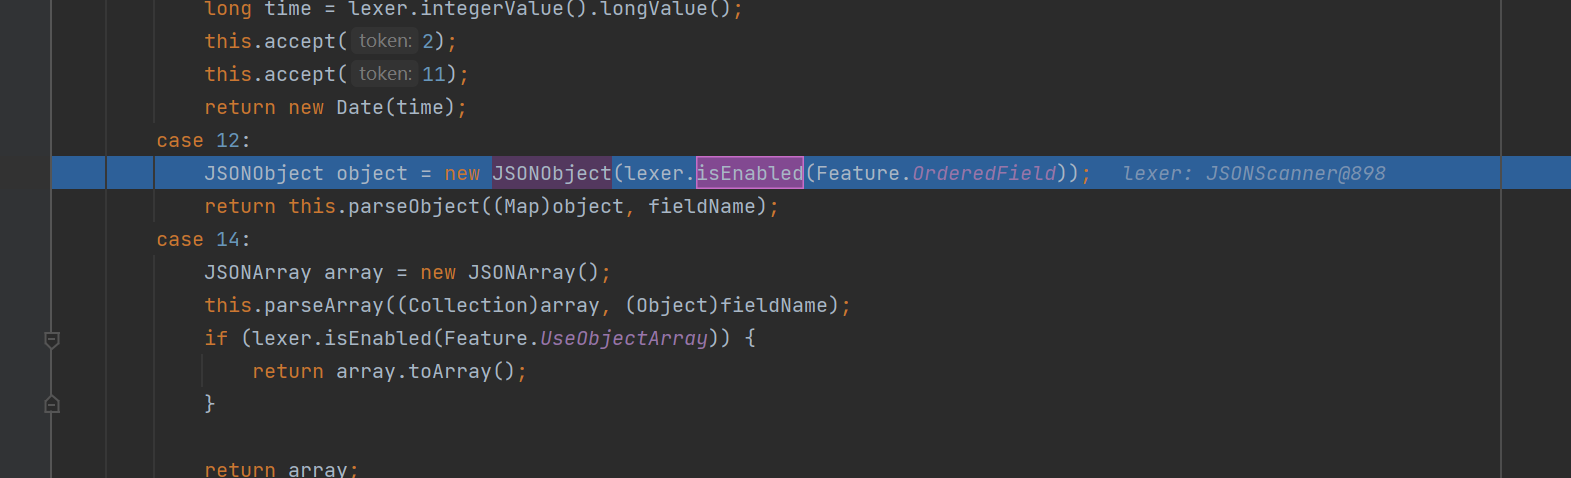 long time = lexer.integerValue().longValue();
this.accept( token: 2);
this.accept( token: 11);
return new Date(time);
case 12:
JSONObject object = new JSONObject(lexer.isEnabled(Feature.OrderedField)); lexer: JSONScanner@898
return this.parseObject((Map)object, fieldName);
case 14:
JSONArray array = new JSONArray();
this.parseArray((Collection)array, (Object)fieldName);
if (lexer.isEnabled(Feature.UseObjectArray)) {
return array.toArray();
}
return array;